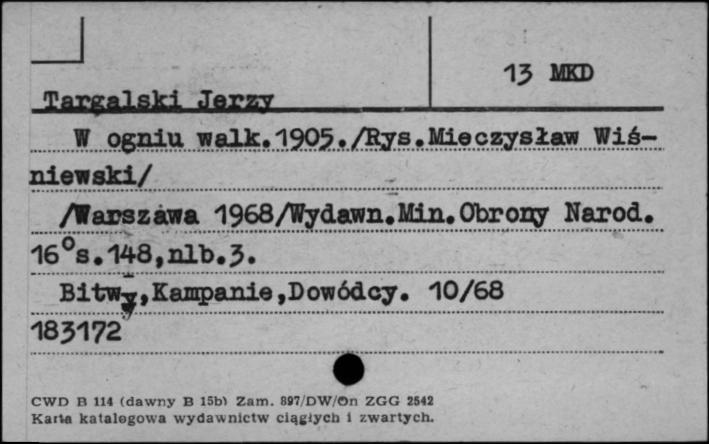 13 MKD
Targalski Jerzy
W ogniu walk.1905./Rys.Mieczysław Wiś-
niewski/
/Warszawa 1968/Wydawn.Min.Obrony Narod.
16°s.148,nlb.3.
Bitwy,Kampanie,Dowódcy. 10/68
183172
CWD B 114 (dawny B 15b) Zam. 897/DW/On ZGG 2542
Karta katalogowa wydawnictw ciągłych i zwartych.